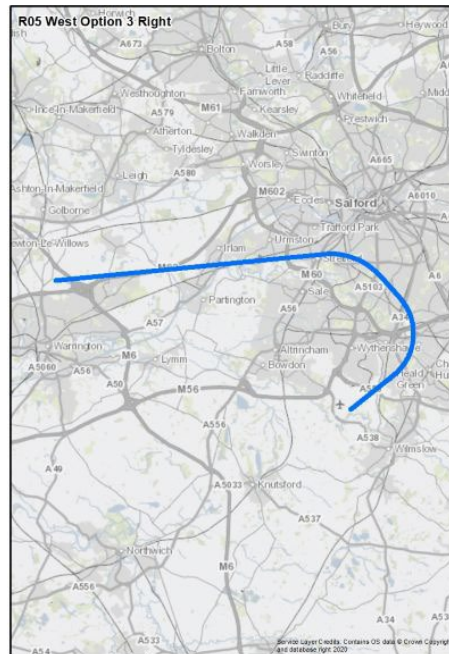 R05 West Option 3 Right
Horwich
Bury
Heywood
A58
A673
Bolton
A56
Little
Lever
Radcliffe
Westhoughton
Farnworth
Whitefield
Ince-In-Makerfield
M61
Kearsley
A579
Prestwich
Atherton
Walkden
Tyldesley
Swinton
Worsley
A665
Leigh
A580
Ashton-In-Makerfield
M602
Eccles
Salford
A6010
Golborne
Trafford Park
Urmston
Irlam
M60
A6
Sale
A5103
Partington
A34
A57
A56
Warrington
M6
Lymm
Altrincham
Wythenshawe
A5060
A56
Bowdon
Heald
Green
A50
M56
A556
A538
Wilmslow
A49
A5033
Knutsford
A537
Northwich
M6
A556
A34
A54
A533
Service Layer Credits: Contains OS data © Crown Copyright
and database right 2020